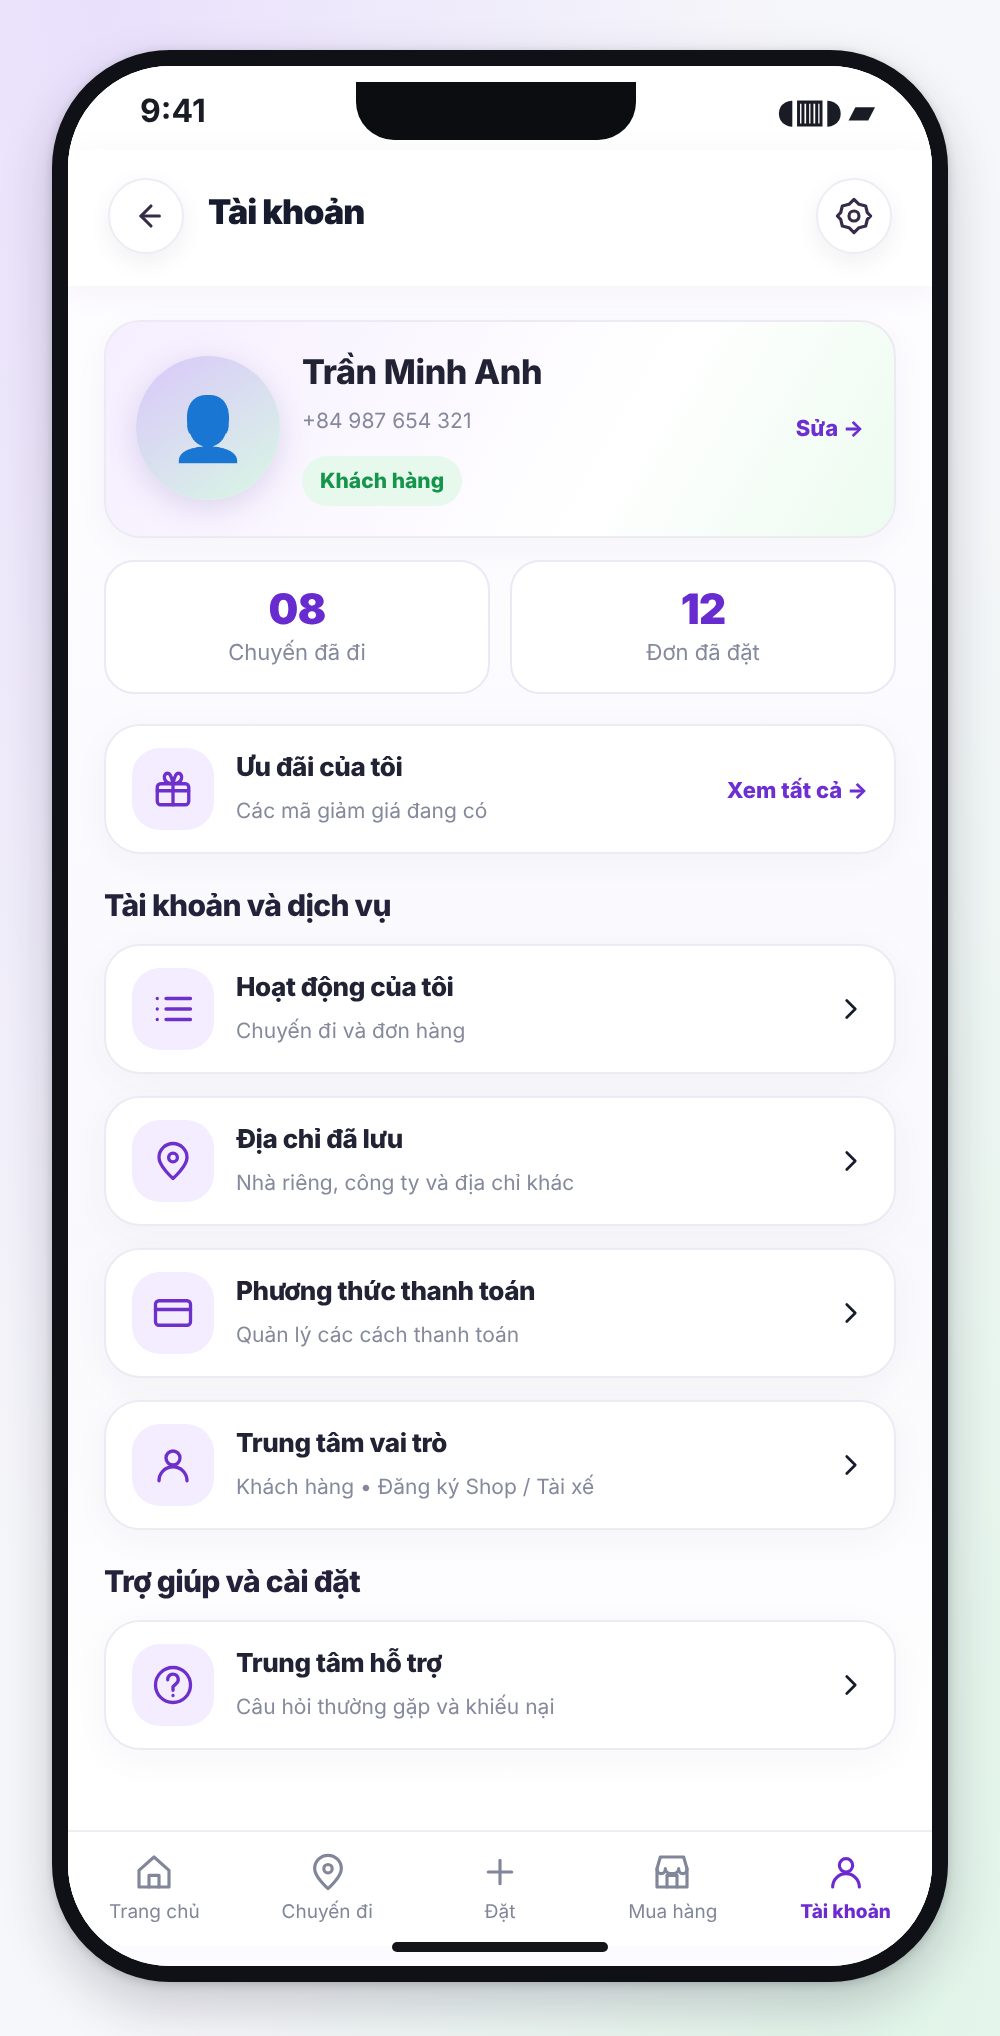 9:41
Tài khoản
Trần Minh Anh
+84 987 654 321
Khách hàng
Sửa →
08
Chuyến đã đi
12
Đơn đã đặt
Ưu đãi của tôi
Các mã giảm giá đang có
Xem tất cả →
Tài khoản và dịch vụ
Hoạt động của tôi
Chuyến đi và đơn hàng
Địa chỉ đã lưu
Nhà riêng, công ty và địa chỉ khác
Phương thức thanh toán
Quản lý các cách thanh toán
Trung tâm vai trò
Khách hàng • Đăng ký Shop / Tài xế
Trợ giúp và cài đặt
Trung tâm hỗ trợ
Câu hỏi thường gặp và khiếu nại
Trang chủ
Chuyến đi
Đặt
Mua hàng
Tài khoản